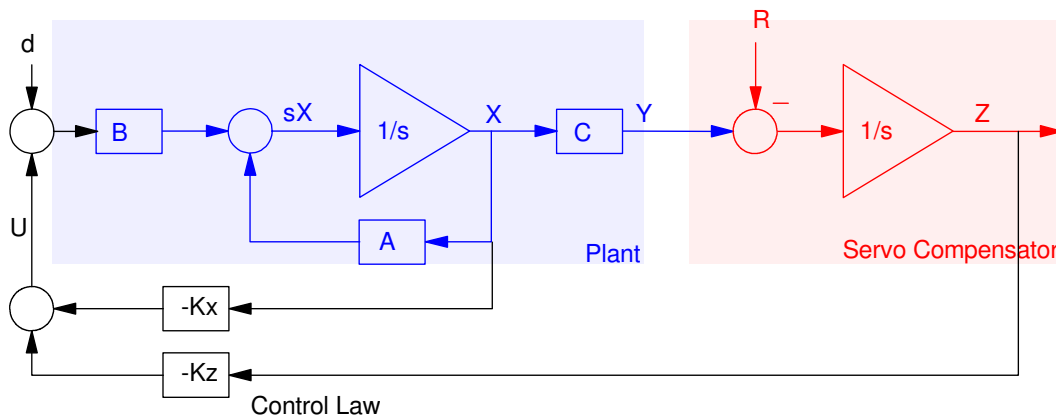 R
d
sX
X
Y
Z
B
1/s
C
1/s
U
A
Plant
Servo Compensator
-Kx
-Kz
Control Law